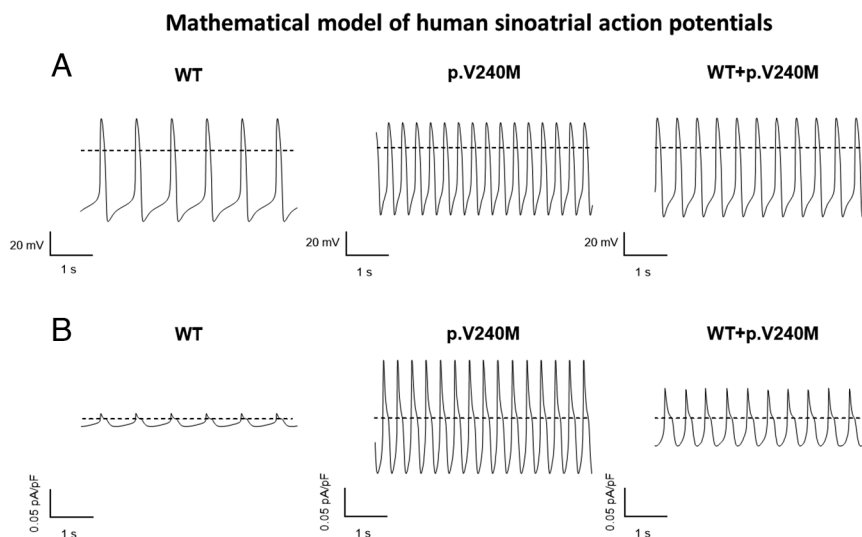 Mathematical model of human sinoatrial action potentials
A
WT
p.V240M
WT+p.V240M
20 mV
1 s
20 mV
1 s
20 mV
1 s
B
WT
p.V240M
WT+p.V240M
0.05 pA/pF
1 s
0.05 pA/pF
1 s
0.05 pA/pF
1 s